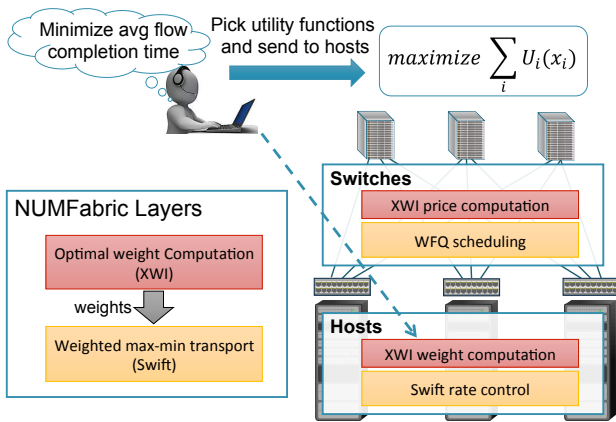 Minimize avg flow
completion time
Pick utility functions
and send to hosts
maximize ∑ U_i(x_i)
i
Switches
XWI price computation
WFQ scheduling
NUMFabric Layers
Optimal weight Computation
(XWI)
weights
Weighted max-min transport
(Swift)
Hosts
XWI weight computation
Swift rate control